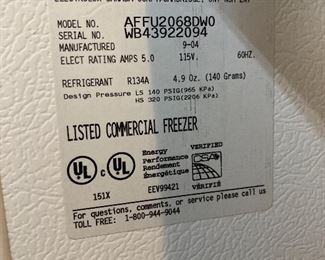 MODEL NO. AFFU2068DW0
SERIAL NO. WB43922094
MANUFACTURED 9-04
ELECT RATING AMPS 5.0 115V. 60HZ.
REFRIGERANT R134A 4.9 Oz. (140 Grams)
Design Pressure LS 140 PSIG(965 KPa)
HS 320 PSIG(2206 KPa)
LISTED COMMERCIAL FREEZER
UL c UL
Energy
Performance
Rendement
Énergétique
VERIFIED
VÉRIFIÉ
151X EEV99421
For questions, comments, or service please call us
TOLL FREE: 1-800-944-9044